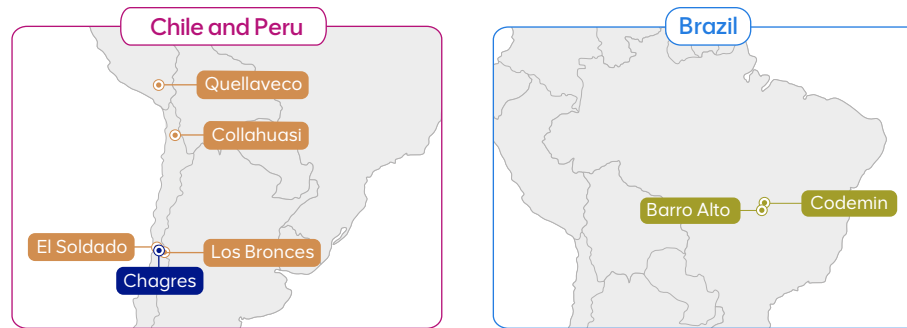 Chile and Peru
Quellaveco
Collahuasi
El Soldado
Los Bronces
Chagres
Brazil
Codemin
Barro Alto